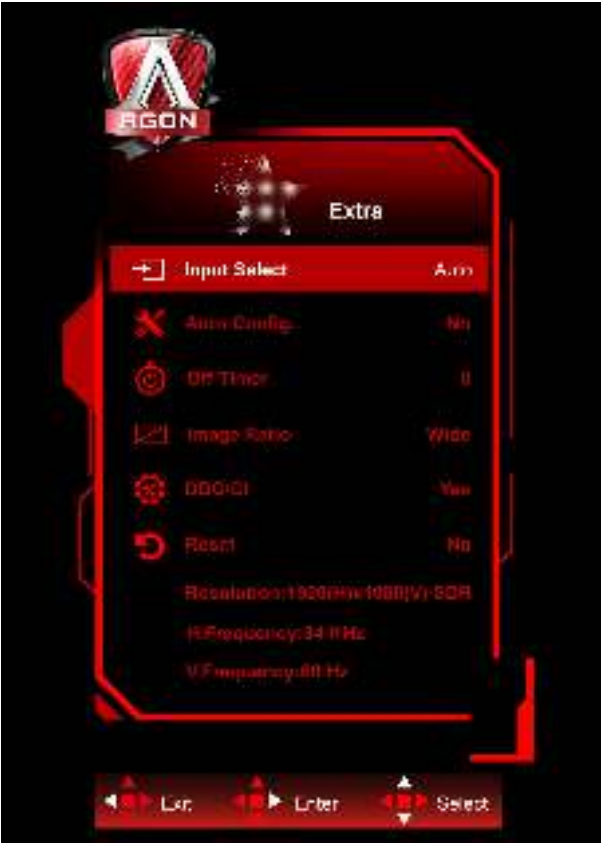 AGON
Extra
Input Select Auto
Auto Config. No
Off Timer 0
Image Ratio Wide
DDC/CI Yes
Reset No
Resolution:1920(H)x1080(V) SDR
H.Frequency:34 KHz
V.Frequency:60 Hz
Exit Enter Select